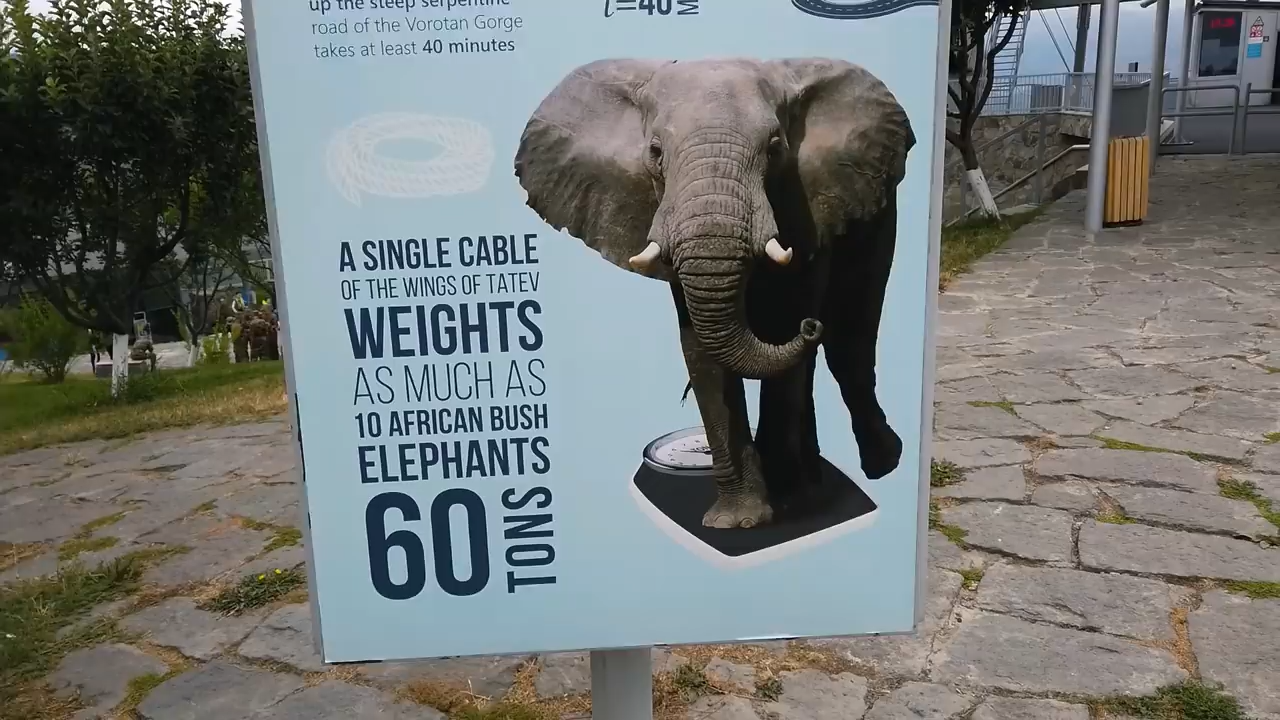 up the steep serpentine
road of the Vorotan Gorge
takes at least 40 minutes
A SINGLE CABLE
OF THE WINGS OF TATEV
WEIGHTS
AS MUCH AS
10 AFRICAN BUSH
ELEPHANTS
60 TONS